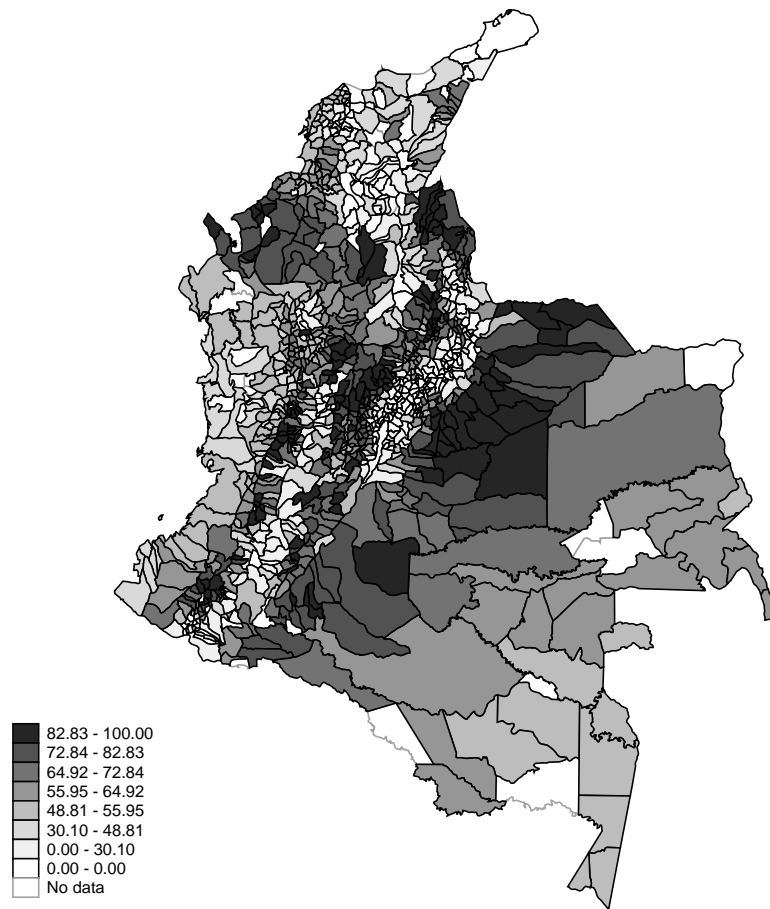 82.83 - 100.00
72.84 - 82.83
64.92 - 72.84
55.95 - 64.92
48.81 - 55.95
30.10 - 48.81
0.00 - 30.10
0.00 - 0.00
No data